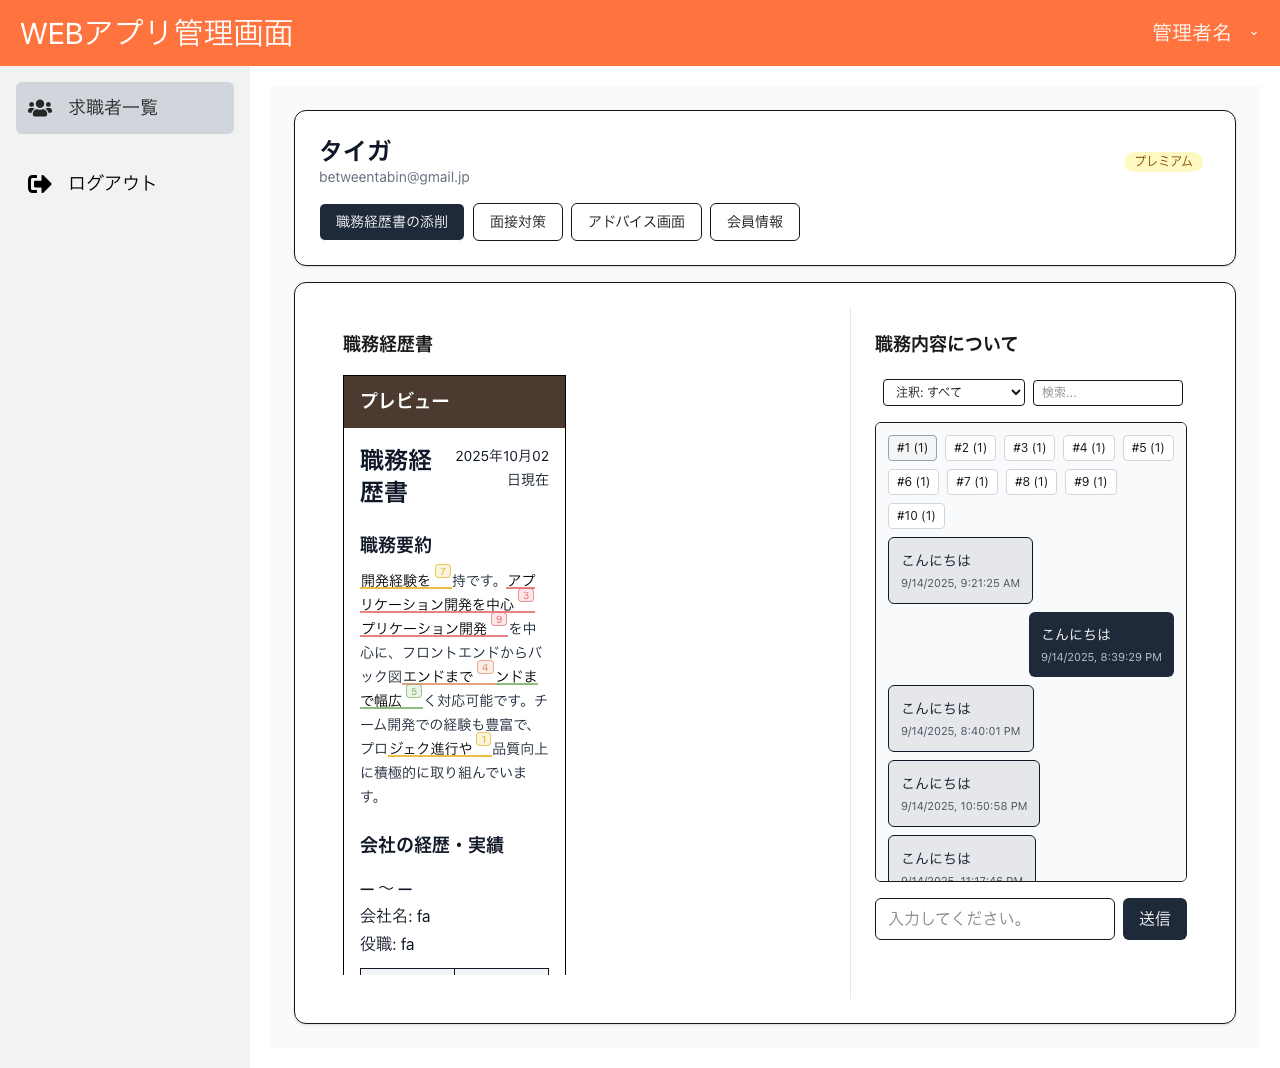 WEBアプリ管理画面
管理者名
求職者一覧
ログアウト
タイガ
betweentabin@gmail.jp
プレミアム
職務経歴書の添削
面接対策
アドバイス画面
会員情報
職務経歴書
プレビュー
職務経
歴書
2025年10月02
日現在
職務要約
開発経験を 7 持です。アプ
リケーション開発を中心 3
プリケーション開発 9 を中
心に、フロントエンドからバ
ック図エンドまで 4 ンドま
で幅広 5 く対応可能です。チ
ーム開発での経験も豊富で、
プロジェク進行や 1 品質向上
に積極的に取り組んでいま
す。
会社の経歴・実績
ー 〜 ー
会社名: fa
役職: fa
職務内容について
注釈: すべて
検索...
#1 (1)
#2 (1)
#3 (1)
#4 (1)
#5 (1)
#6 (1)
#7 (1)
#8 (1)
#9 (1)
#10 (1)
こんにちは
9/14/2025, 9:21:25 AM
こんにちは
9/14/2025, 8:39:29 PM
こんにちは
9/14/2025, 8:40:01 PM
こんにちは
9/14/2025, 10:50:58 PM
こんにちは
9/14/2025, 11:17:46 PM
入力してください。
送信